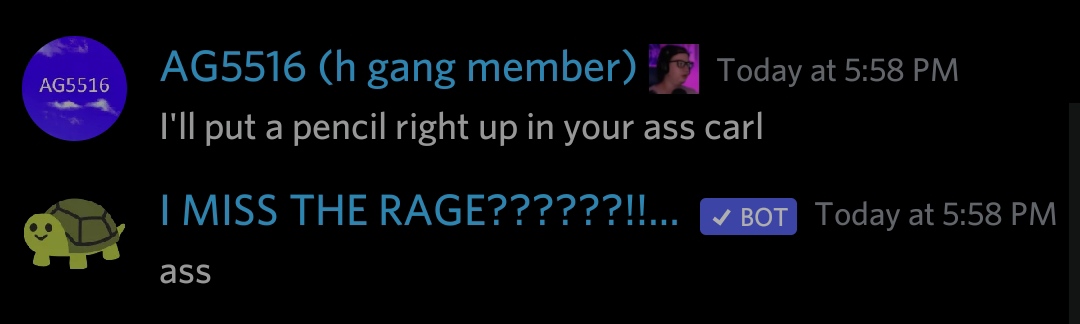 AG5516
AG5516 (h gang member) Today at 5:58 PM
I'll put a pencil right up in your ass carl
I MISS THE RAGE??????!!... ✓ BOT Today at 5:58 PM
ass